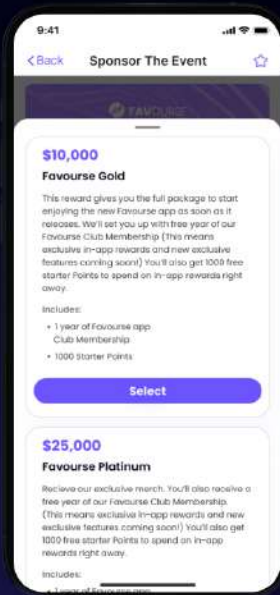 9:41
Back
Sponsor The Event
FAVOURSE
$10,000
Favourse Gold
This reward gives you the full package to start
enjoying the new Favourse app as soon as it
releases. We'll set you up with free year of our
Favourse Club Membership (This means
exclusive in-app rewards and new exclusive
features coming soon!) You'll also get 1000 free
starter Points to spend on in-app rewards right
away.
Includes:
• 1 year of Favourse app
Club Membership
• 1000 Starter Points
Select
$25,000
Favourse Platinum
Recieve our exclusive merch. You'll also receive a
free year of our Favourse Club Membership.
(This means exclusive in-app rewards and new
exclusive features coming soon!) You'll also get
1000 free starter Points to spend on in-app
rewards right away.
Includes:
• 1 year of Favourse app